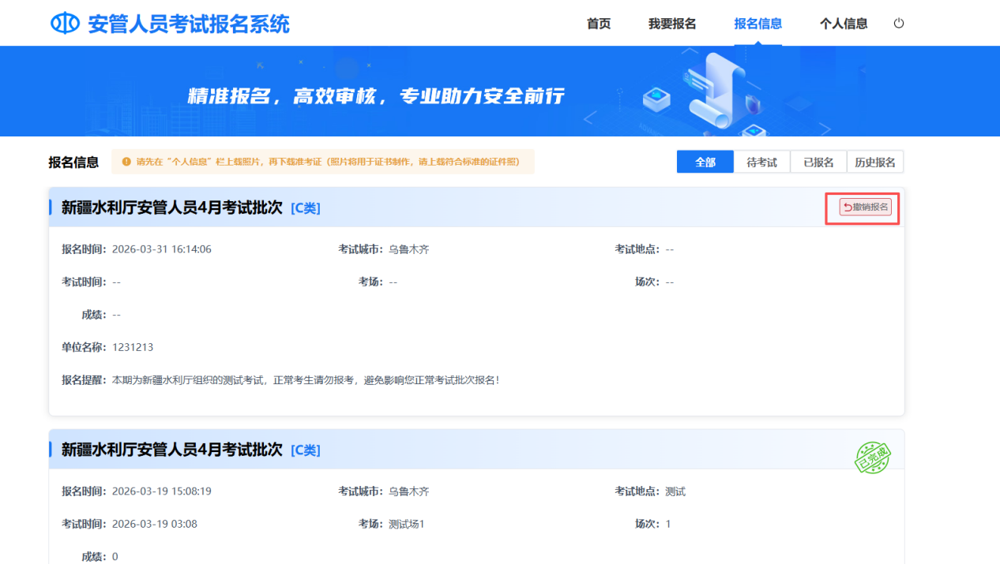 安管人员考试报名系统
首页 我要报名 报名信息 个人信息
精准报名，高效审核，专业助力安全前行
报名信息 请先在“个人信息”栏上载照片，再下载准考证（照片将用于证书制作，请上载符合标准的证件照） 全部 待考试 已报名 历史报名
新疆水利厅安管人员4月考试批次 [C类] 撤销报名
报名时间： 2026-03-31 16:14:06 考试城市： 乌鲁木齐 考试地点： --
考试时间： -- 考场： -- 场次： --
成绩： --
单位名称： 1231213
报名提醒： 本期为新疆水利厅组织的测试考试，正常考生请勿报考，避免影响您正常考试批次报名！
新疆水利厅安管人员4月考试批次 [C类] 已完成
报名时间： 2026-03-19 15:08:19 考试城市： 乌鲁木齐 考试地点： 测试
考试时间： 2026-03-19 03:08 考场： 测试场1 场次： 1
成绩： 0